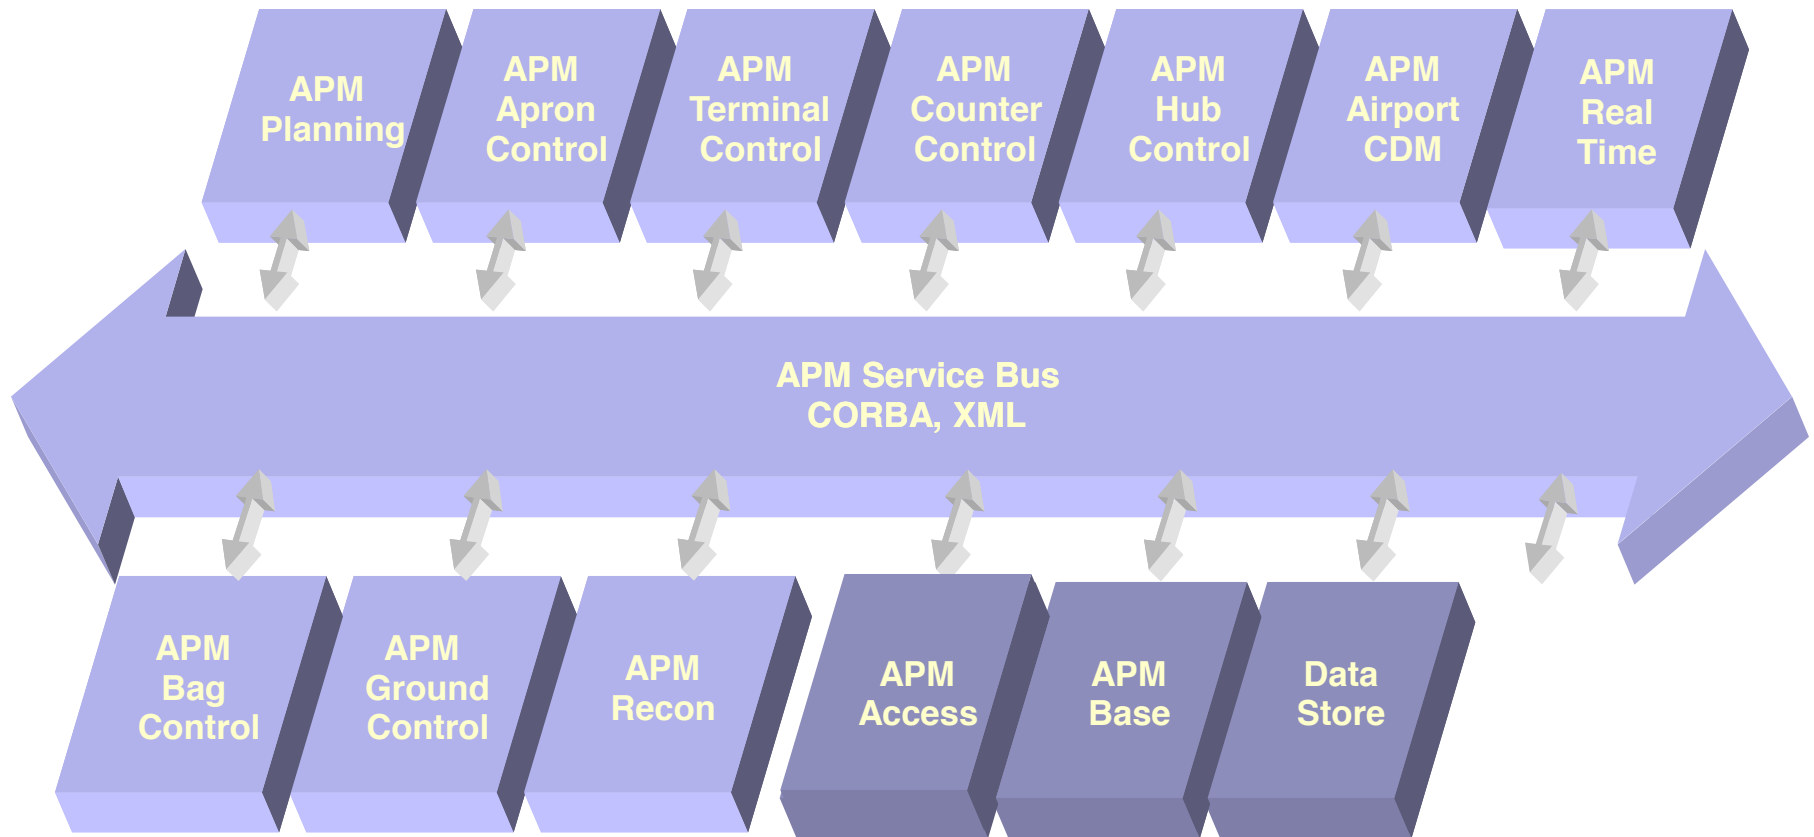 APM
Planning
APM
Apron
Control
APM
Terminal
Control
APM
Counter
Control
APM
Hub
Control
APM
Airport
CDM
APM
Real
Time
APM Service Bus
CORBA, XML
APM
Bag
Control
APM
Ground
Control
APM
Recon
APM
Access
APM
Base
Data
Store